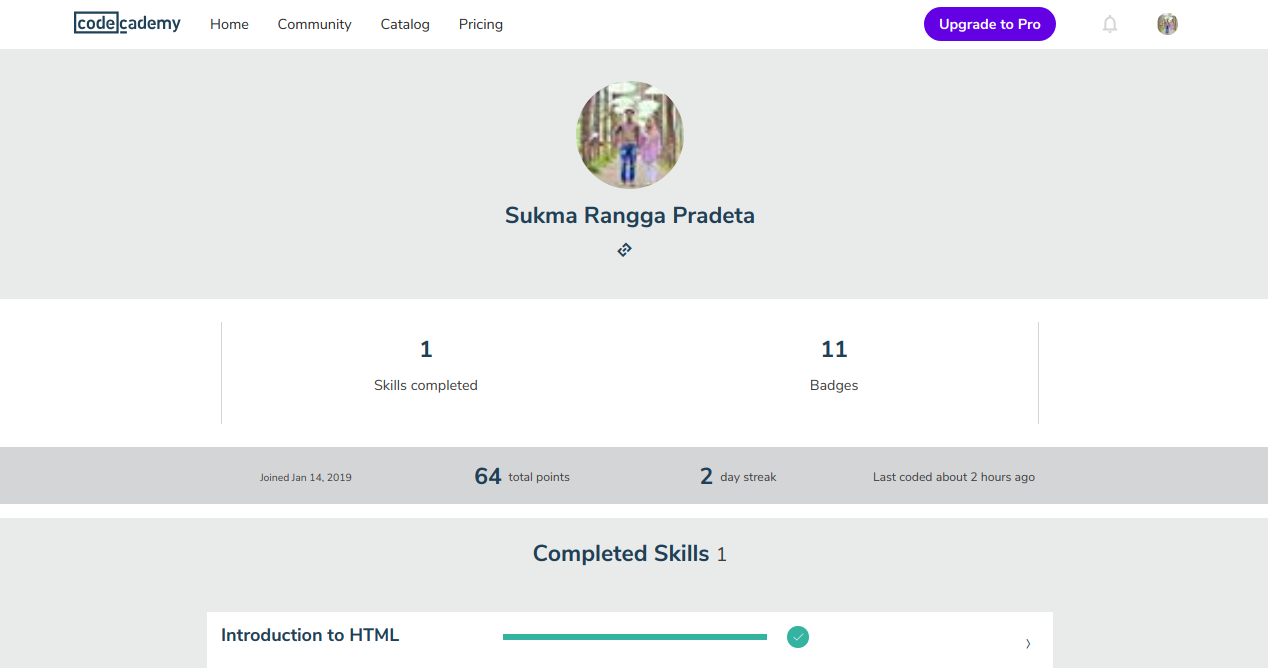 codecademy Home Community Catalog Pricing Upgrade to Pro
Sukma Rangga Pradeta
1 11
Skills completed Badges
Joined Jan 14, 2019 64 total points 2 day streak Last coded about 2 hours ago
Completed Skills 1
Introduction to HTML